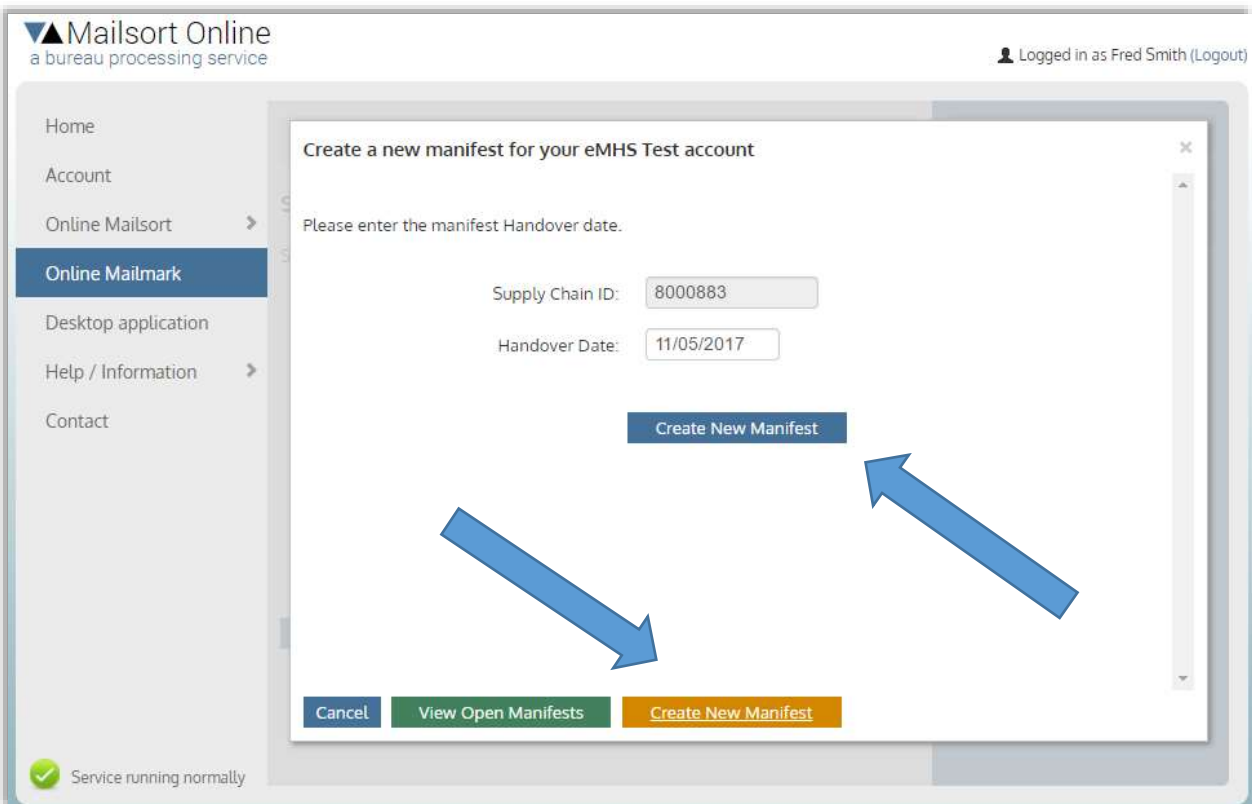 Mailsort Online
a bureau processing service
Logged in as Fred Smith (Logout)
Home
Account
Online Mailsort
Online Mailmark
Desktop application
Help / Information
Contact
Service running normally
Create a new manifest for your eMHS Test account
Please enter the manifest Handover date.
Supply Chain ID: 8000883
Handover Date: 11/05/2017
Create New Manifest
Cancel View Open Manifests Create New Manifest